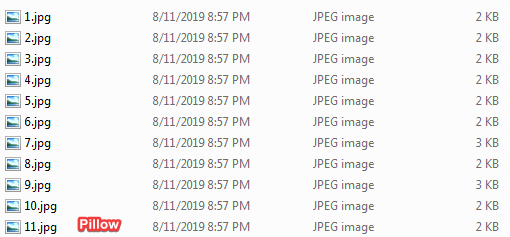 1.jpg 8/11/2019 8:57 PM JPEG image 2 KB
2.jpg 8/11/2019 8:57 PM JPEG image 2 KB
3.jpg 8/11/2019 8:57 PM JPEG image 2 KB
4.jpg 8/11/2019 8:57 PM JPEG image 2 KB
5.jpg 8/11/2019 8:57 PM JPEG image 2 KB
6.jpg 8/11/2019 8:57 PM JPEG image 2 KB
7.jpg 8/11/2019 8:57 PM JPEG image 3 KB
8.jpg 8/11/2019 8:57 PM JPEG image 2 KB
9.jpg 8/11/2019 8:57 PM JPEG image 3 KB
10.jpg 8/11/2019 8:57 PM JPEG image 2 KB
11.jpg Pillow 8/11/2019 8:57 PM JPEG image 2 KB